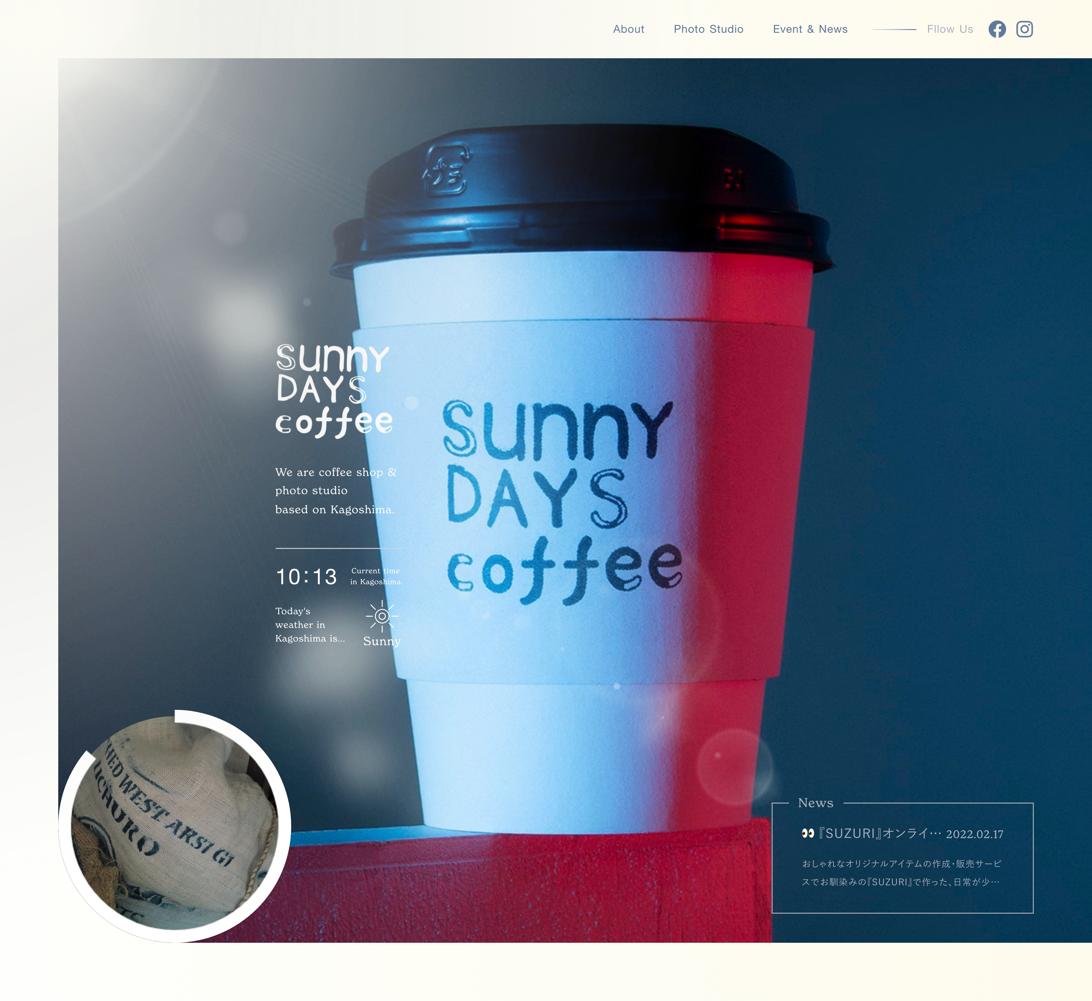 About Photo Studio Event & News Fllow Us
sunny
DAYS
coffee
We are coffee shop &
photo studio
based on Kagoshima.
10:13 Current time
in Kagoshima
Today's
weather in
Kagoshima is...
Sunny
sunny
DAYS
coffee
HED WEST ARSI GI
UCHURO
News
👀『SUZURI』オンライ… 2022.02.17
おしゃれなオリジナルアイテムの作成・販売サービ
スでお馴染みの『SUZURI』で作った、日常が少…